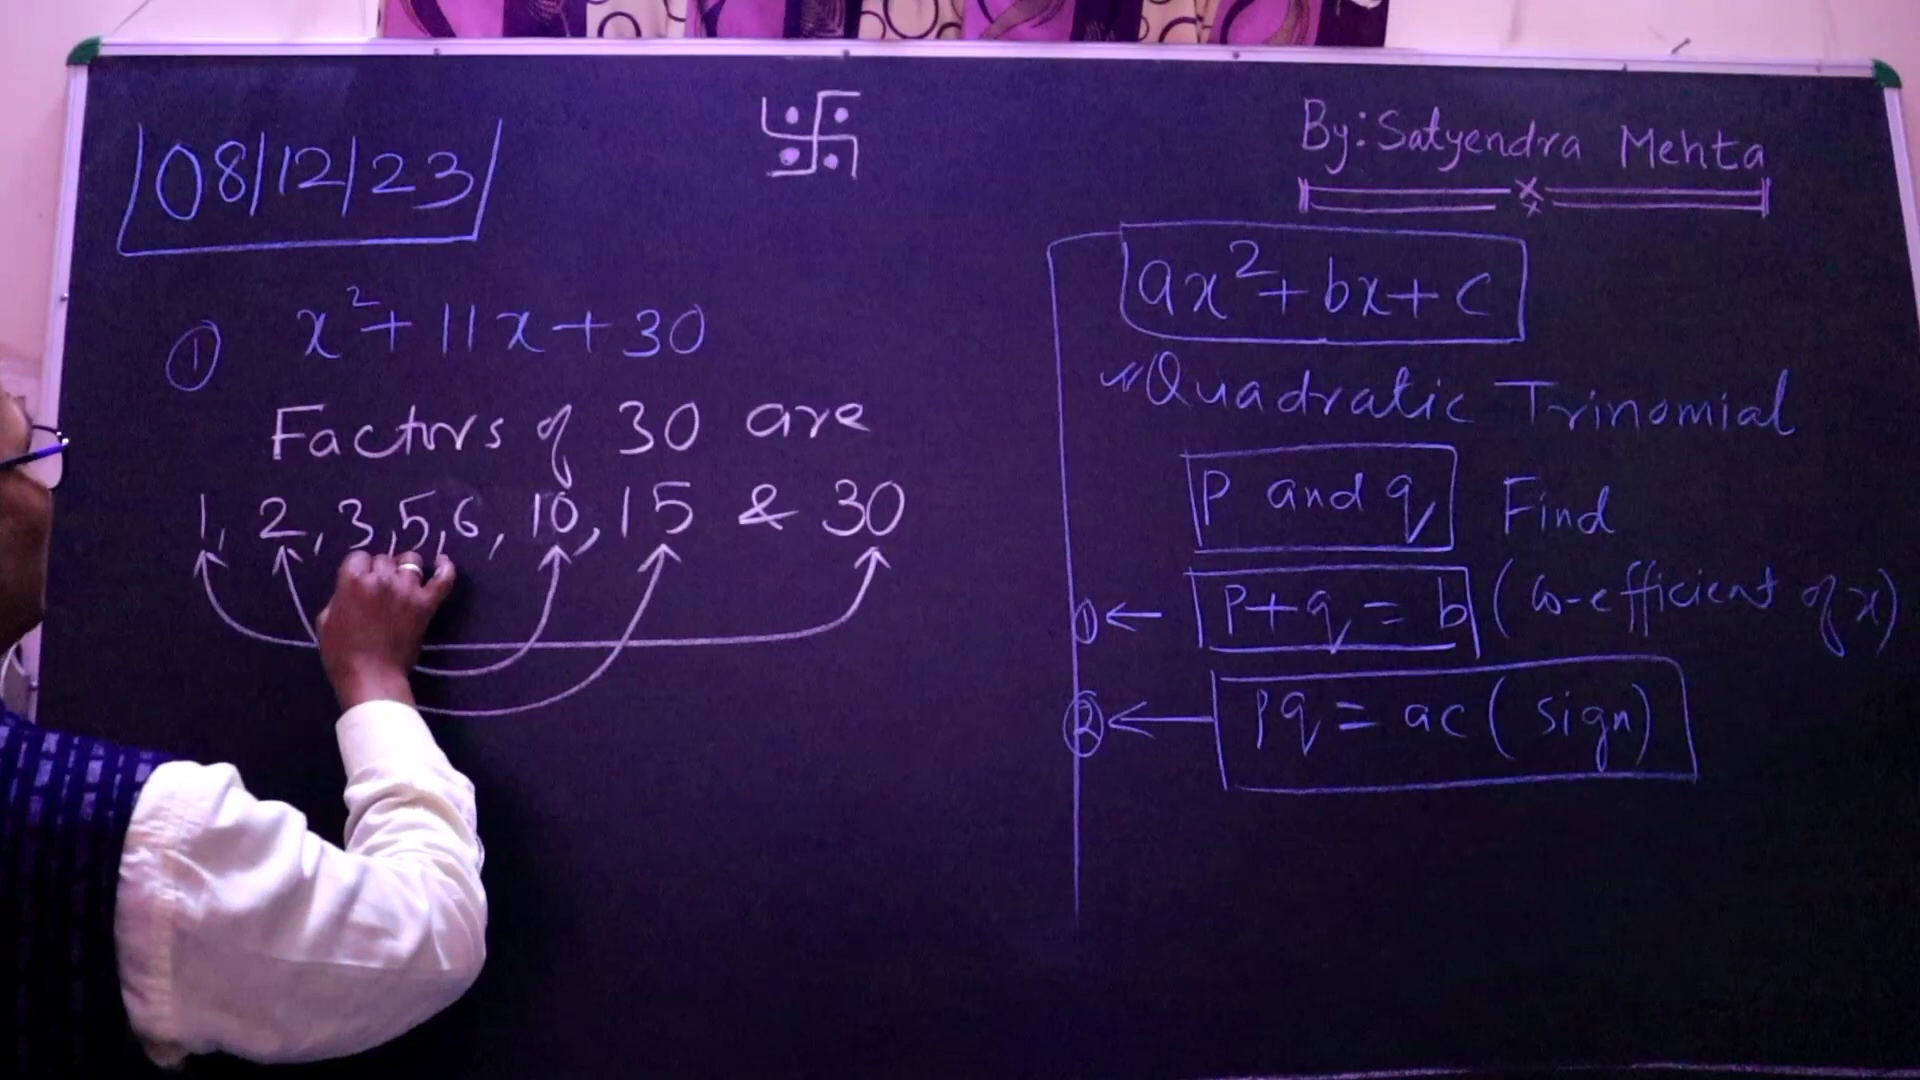 08/12/23
By: Satyendra Mehta
① x² + 11x + 30
Factors of 30 are
1, 2, 3, 5, 6, 10, 15 & 30
ax² + bx + c
Quadratic Trinomial
p and q Find
① ← p + q = b (co-efficient of x)
② ← pq = ac (sign)